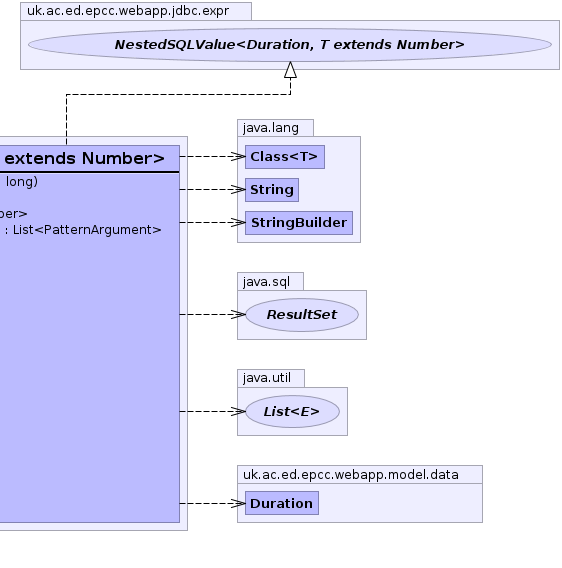 uk.ac.ed.epcc.webapp.jdbc.expr
NestedSQLValue<Duration, T extends Number>
extends Number>
long)
: List<PatternArgument>
java.lang
Class<T>
String
StringBuilder
java.sql
ResultSet
java.util
List<E>
uk.ac.ed.epcc.webapp.model.data
Duration